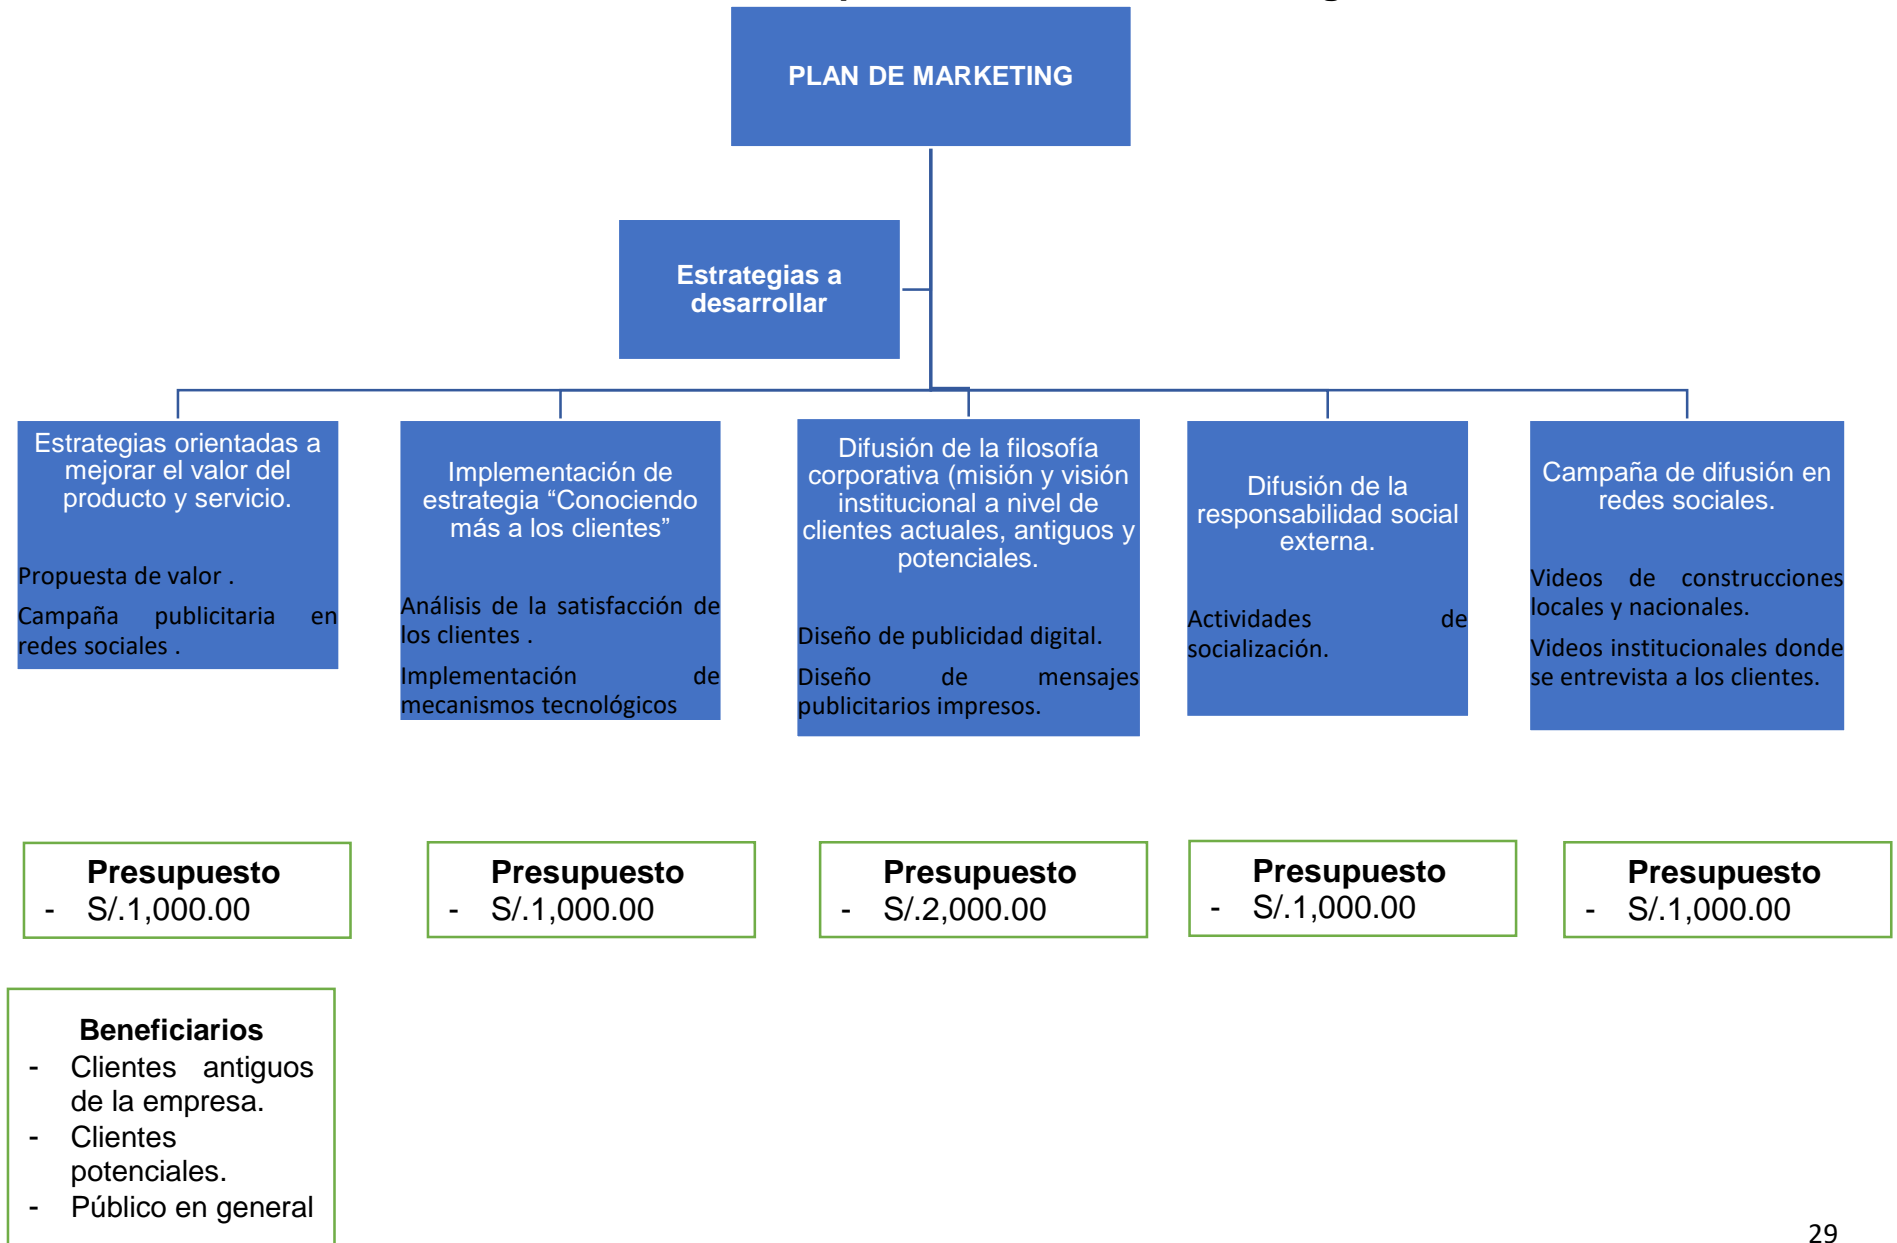 PLAN DE MARKETING
Estrategias a
desarrollar
Estrategias orientadas a
mejorar el valor del
producto y servicio.
Propuesta de valor .
Campaña publicitaria en
redes sociales .
Implementación de
estrategia “Conociendo
más a los clientes”
Análisis de la satisfacción de
los clientes .
Implementación de
mecanismos tecnológicos
Difusión de la filosofía
corporativa (misión y visión
institucional a nivel de
clientes actuales, antiguos y
potenciales.
Diseño de publicidad digital.
Diseño de mensajes
publicitarios impresos.
Difusión de la
responsabilidad social
externa.
Actividades de
socialización.
Campaña de difusión en
redes sociales.
Videos de construcciones
locales y nacionales.
Videos institucionales donde
se entrevista a los clientes.
Presupuesto
- S/.1,000.00
Presupuesto
- S/.1,000.00
Presupuesto
- S/.2,000.00
Presupuesto
- S/.1,000.00
Presupuesto
- S/.1,000.00
Beneficiarios
- Clientes antiguos
de la empresa.
- Clientes
potenciales.
- Público en general
29